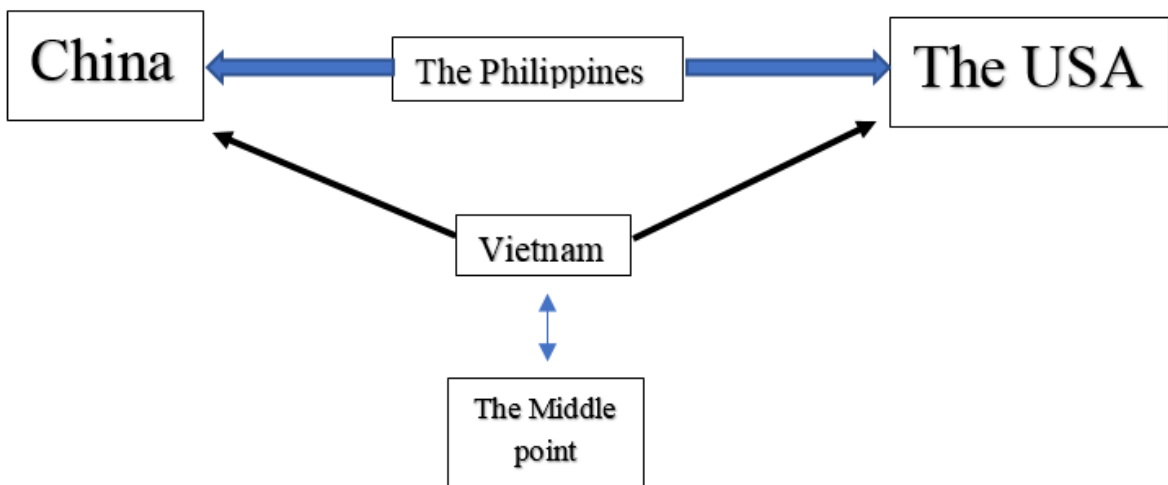 China
The Philippines
The USA
Vietnam
The Middle
point